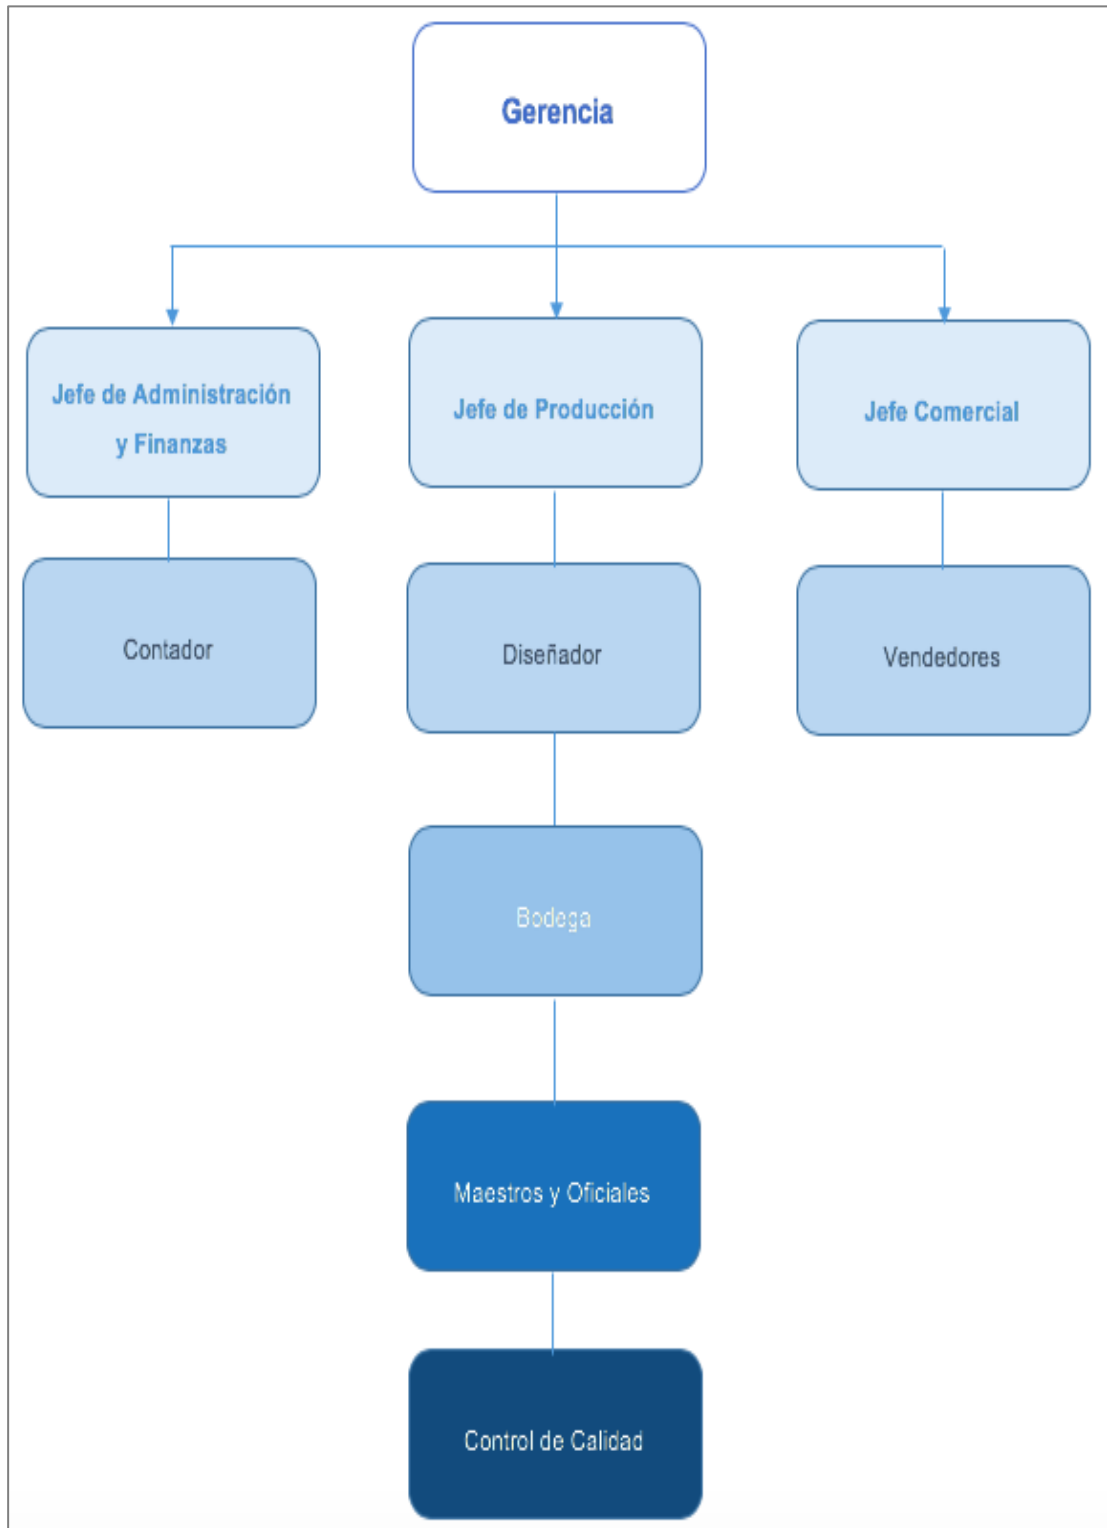 Gerencia
Jefe de Administración
y Finanzas
Jefe de Producción
Jefe Comercial
Contador
Diseñador
Vendedores
Bodega
Maestros y Oficiales
Control de Calidad